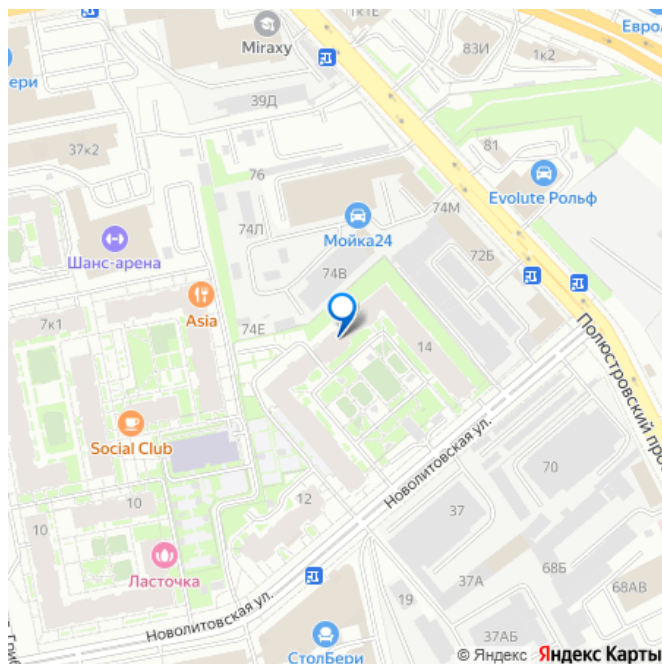 1к1Е
Miraxy
83И
Еврол
1к2
Бери
39Д
37к2
81
76
Evolute Рольф
74М
74Л
Мойка24
72Б
Шанс-арена
74В
7к1
Asia
74Е
14
Полюстровский про
Social Club
Новолитовская ул.
70
10
12
37
10
68Б
Ласточка
37А
68АВ
19
Новолитовская ул.
37АБ
СтолБери
© Яндекс Яндекс Карты